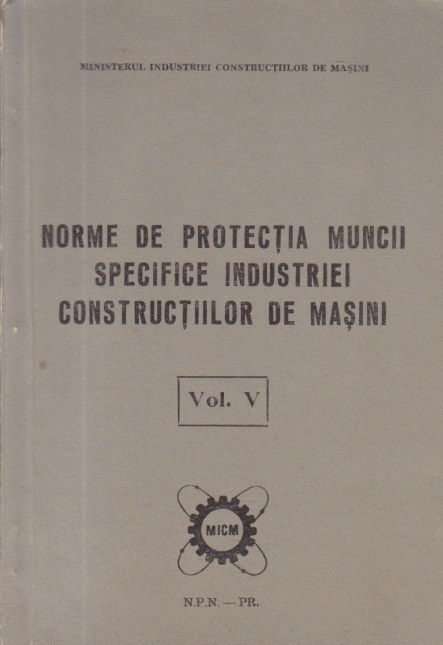 MINISTERUL INDUSTRIEI CONSTRUCȚIILOR DE MAȘINI
NORME DE PROTECȚIA MUNCII
SPECIFICE INDUSTRIEI
CONSTRUCȚIILOR DE MAȘINI
Vol. V
MICM
N.P.N. — PR.